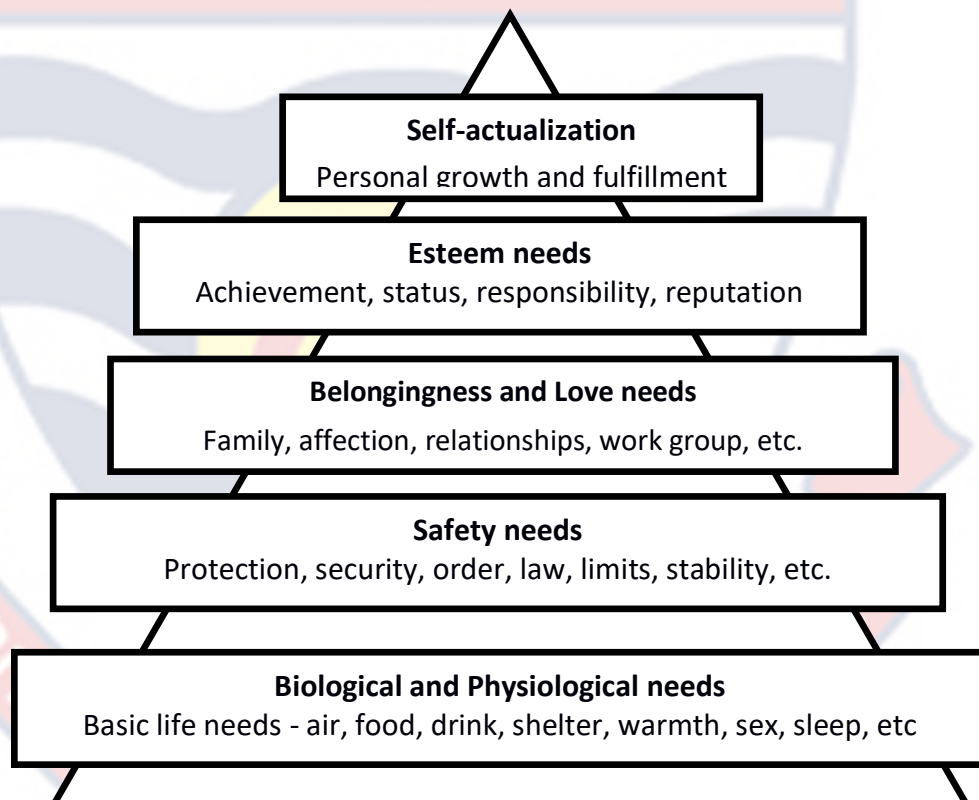 Self-actualization
Personal growth and fulfillment
Esteem needs
Achievement, status, responsibility, reputation
Belongingness and Love needs
Family, affection, relationships, work group, etc.
Safety needs
Protection, security, order, law, limits, stability, etc.
Biological and Physiological needs
Basic life needs - air, food, drink, shelter, warmth, sex, sleep, etc